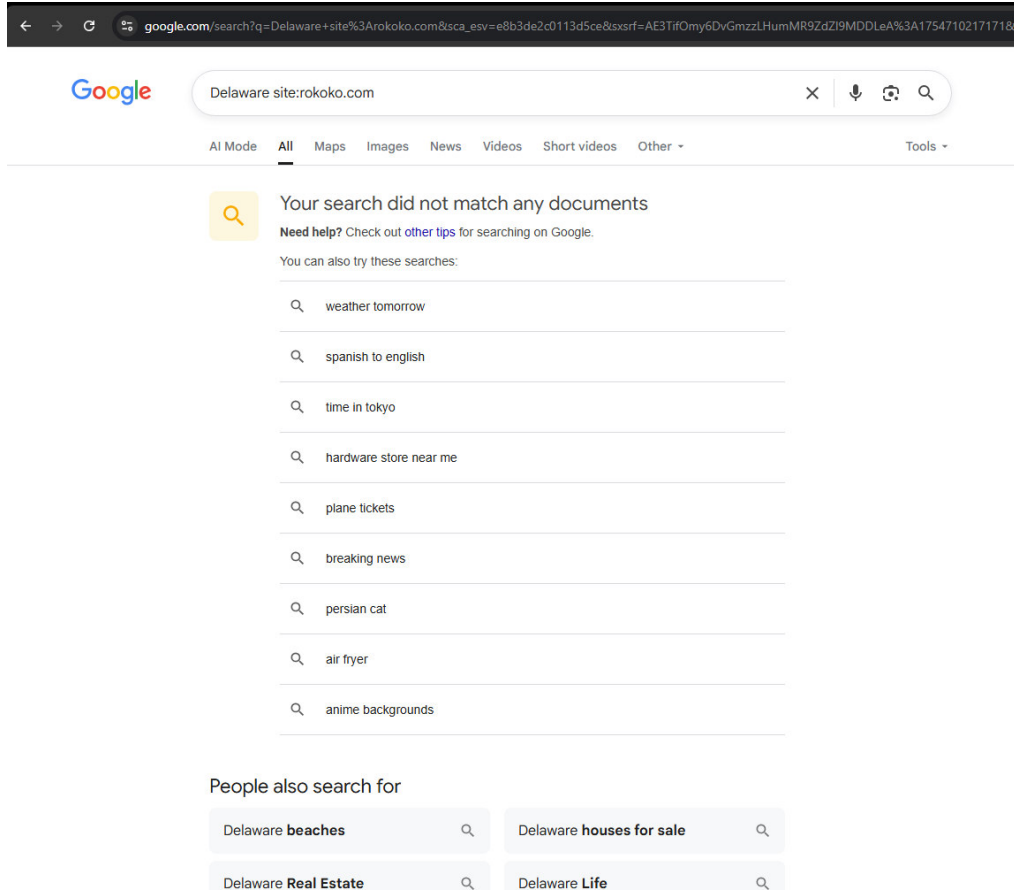 google.com/search?q=Delaware+site%3Arokoko.com&sca_esv=e8b3de2c0113d5ce&sxsrf=AE3TifOmy6DvGmzzLHumMR9ZdZl9MDDLeA%3A1754710217171&
Google
Delaware site:rokoko.com
AI Mode All Maps Images News Videos Short videos Other Tools
Your search did not match any documents
Need help? Check out other tips for searching on Google.
You can also try these searches:
weather tomorrow
spanish to english
time in tokyo
hardware store near me
plane tickets
breaking news
persian cat
air fryer
anime backgrounds
People also search for
Delaware beaches Delaware houses for sale
Delaware Real Estate Delaware Life